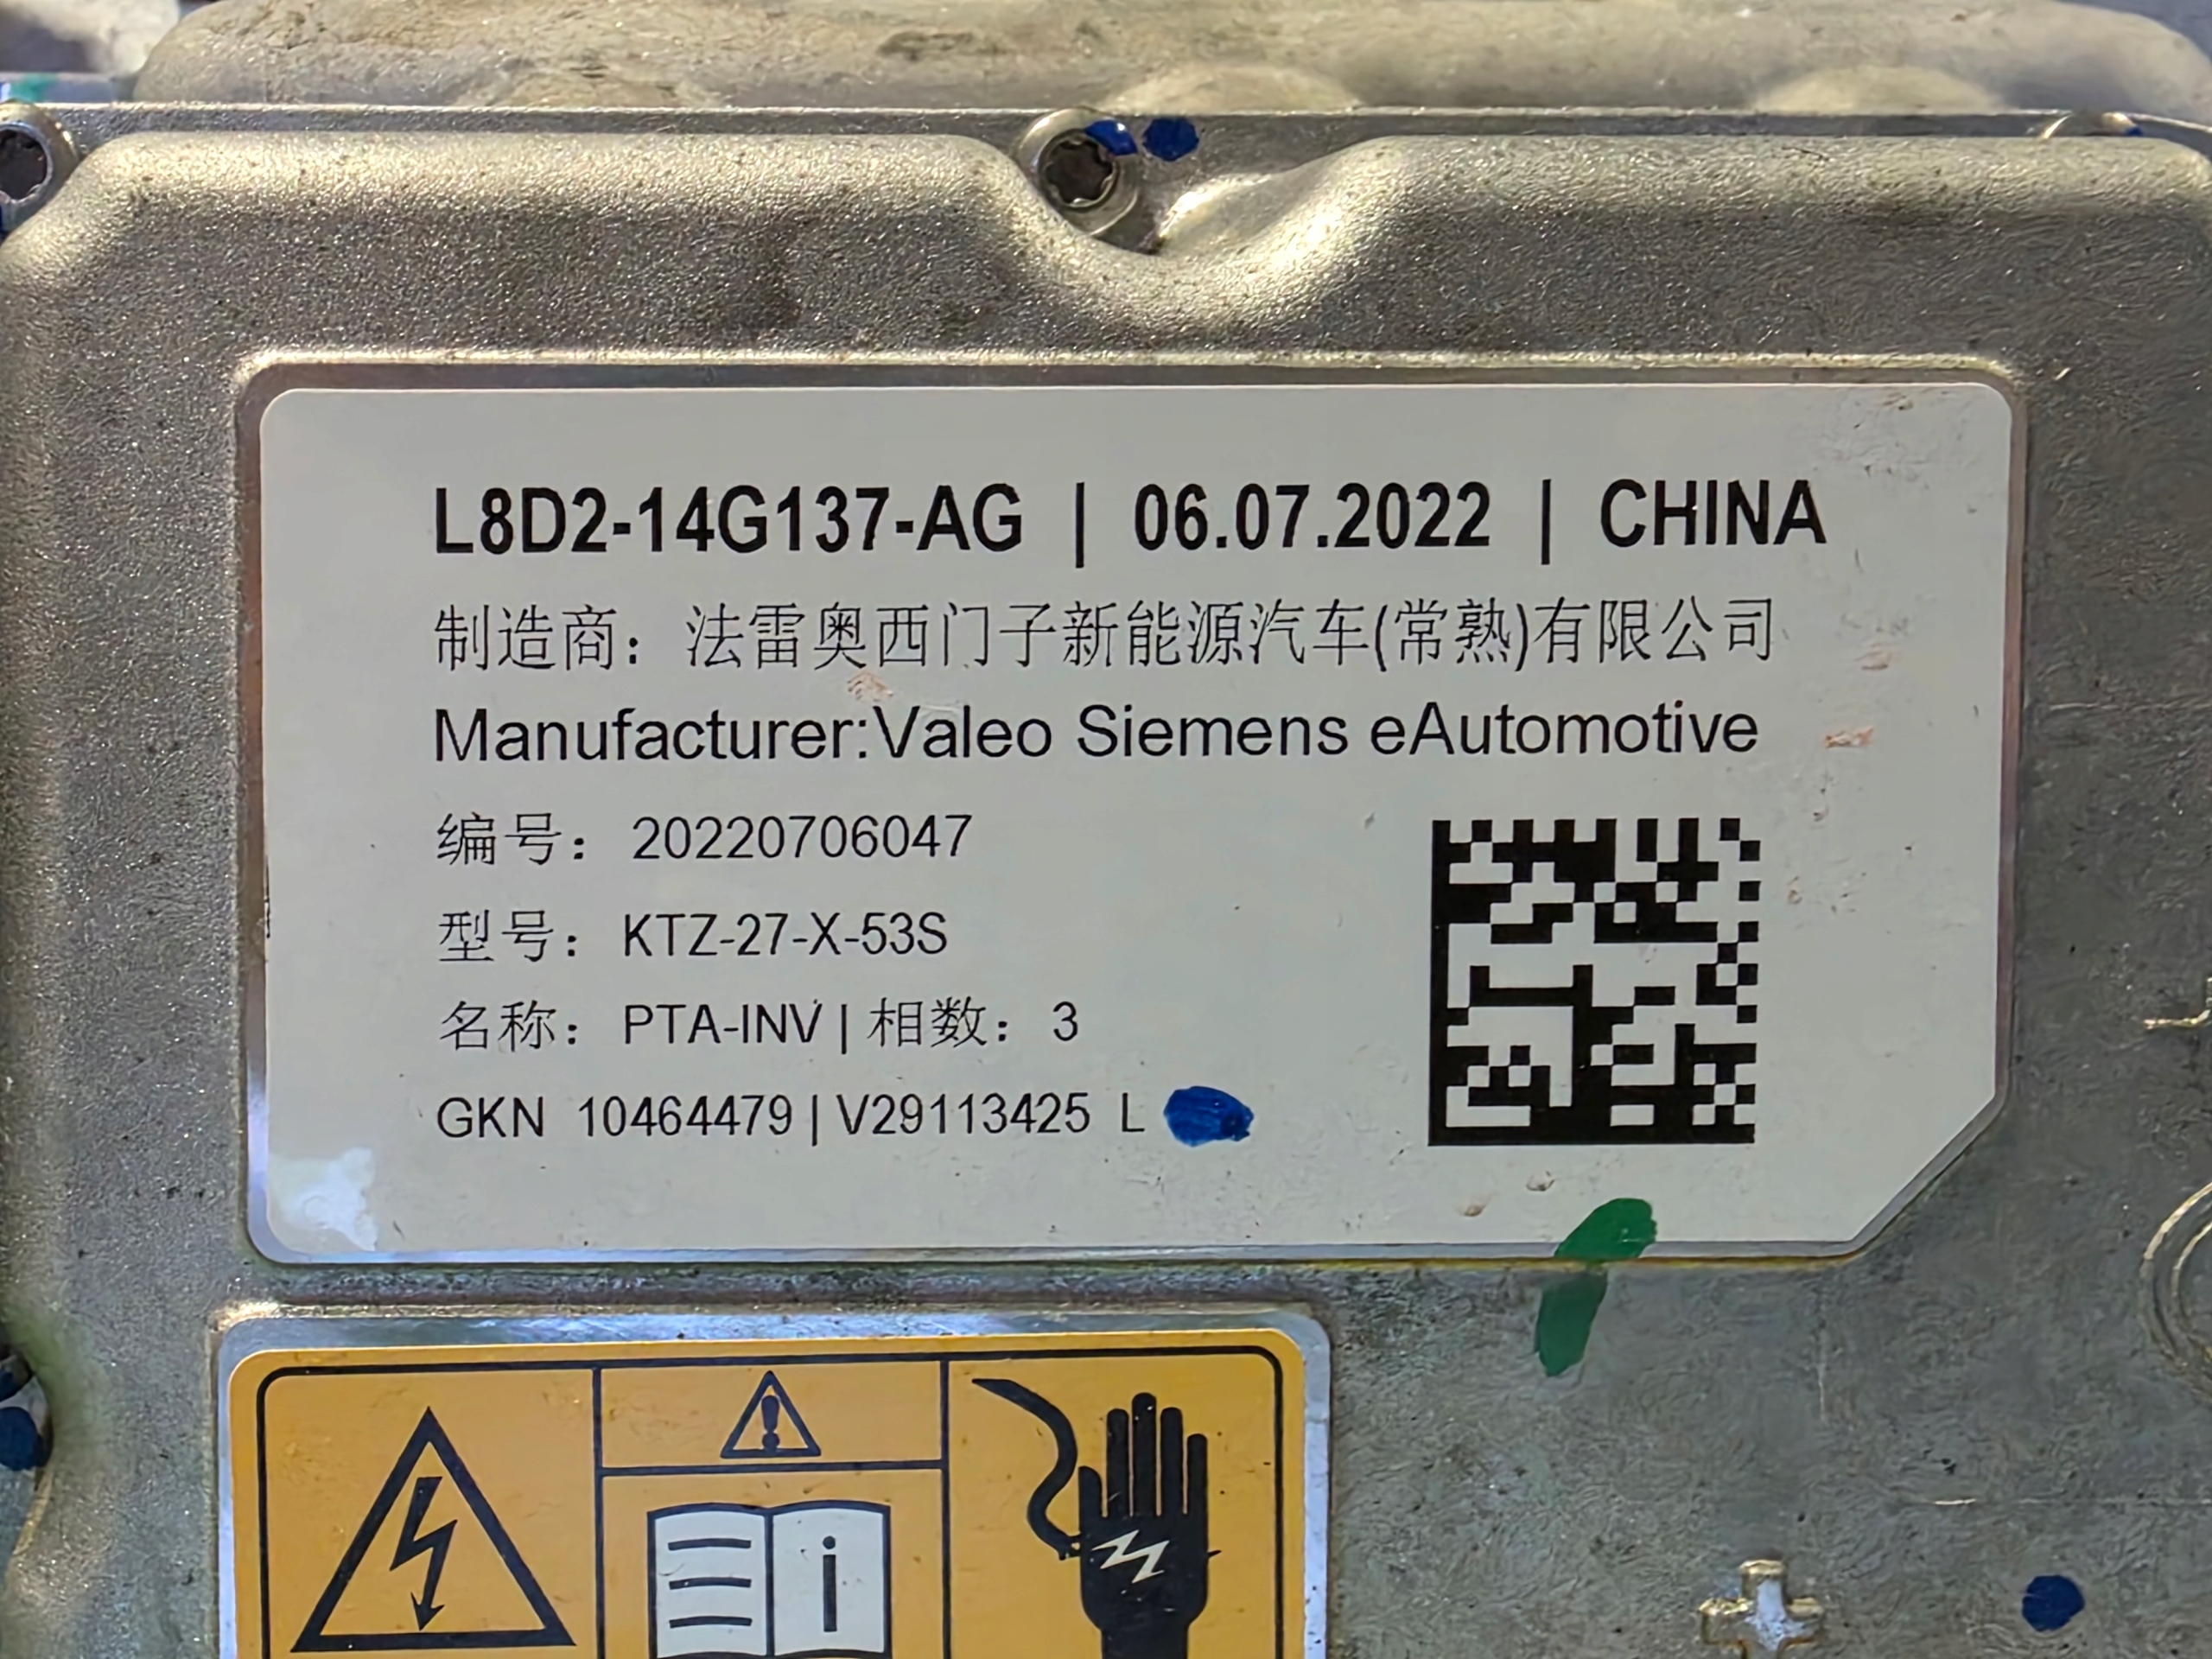 L8D2-14G137-AG | 06.07.2022 | CHINA
制造商：法雷奥西门子新能源汽车(常熟)有限公司
Manufacturer:Valeo Siemens eAutomotive
编号：20220706047
型号：KTZ-27-X-53S
名称：PTA-INV | 相数：3
GKN 10464479 | V29113425 L
i